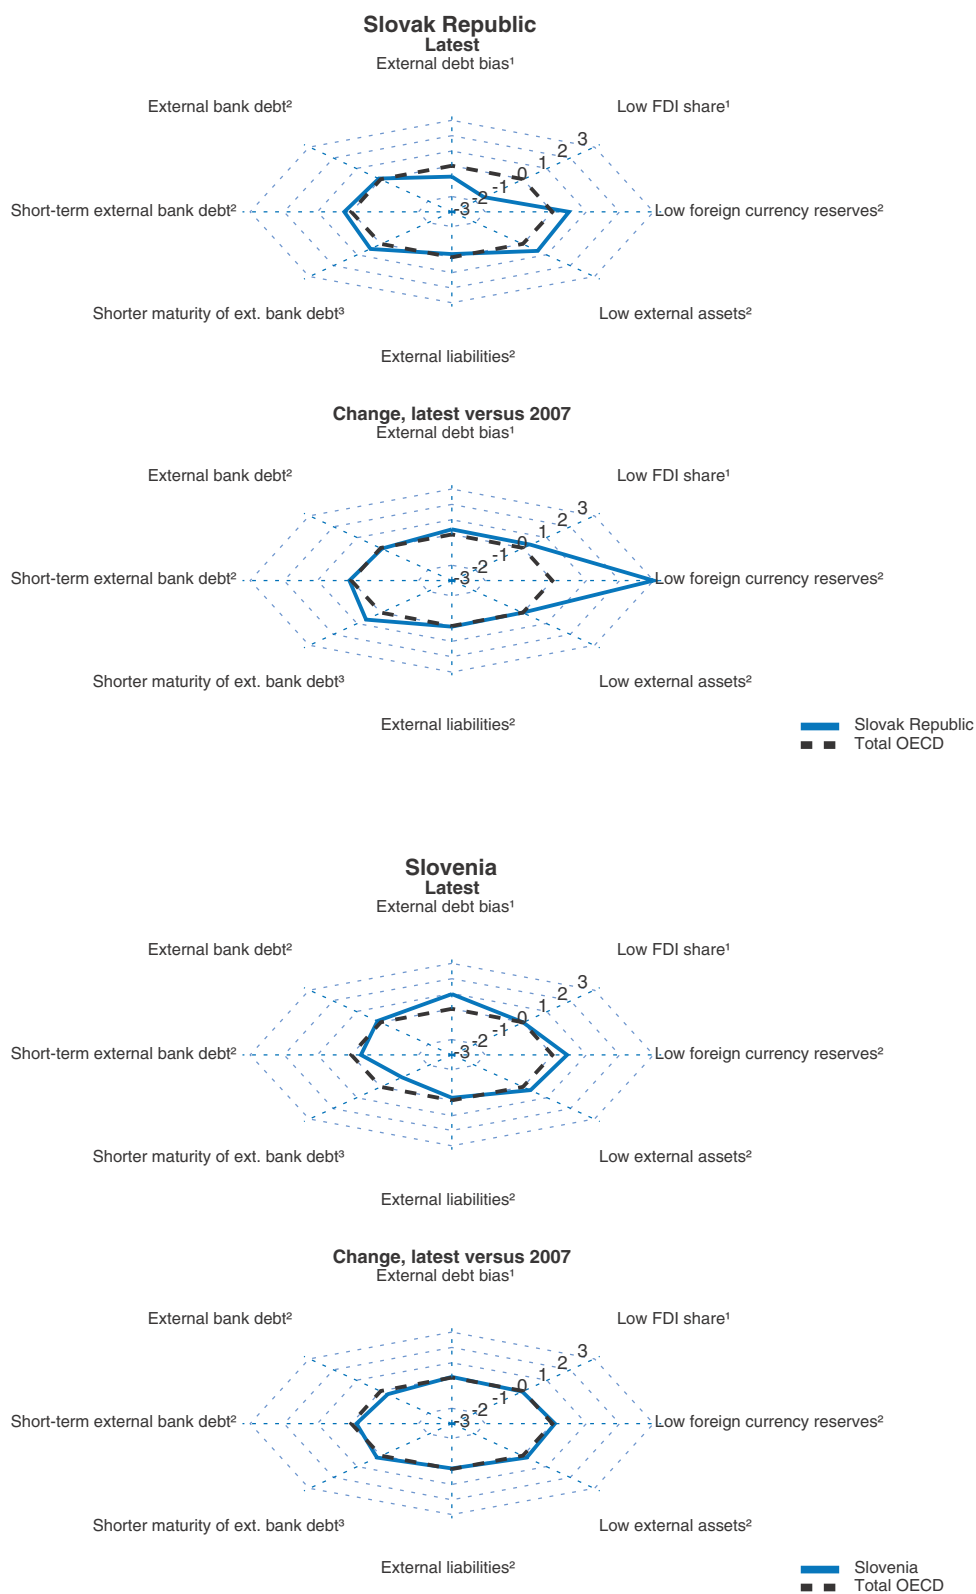 Slovak Republic
Latest
External debt bias¹
External bank debt²
Low FDI share¹
3
2
1
0
-1
-2
-3
Short-term external bank debt²
Low foreign currency reserves²
Shorter maturity of ext. bank debt³
Low external assets²
External liabilities²
Change, latest versus 2007
External debt bias¹
External bank debt²
Low FDI share¹
3
2
1
0
-1
-2
-3
Short-term external bank debt²
Low foreign currency reserves²
Shorter maturity of ext. bank debt³
Low external assets²
External liabilities²
Slovak Republic
Total OECD
Slovenia
Latest
External debt bias¹
External bank debt²
Low FDI share¹
3
2
1
0
-1
-2
-3
Short-term external bank debt²
Low foreign currency reserves²
Shorter maturity of ext. bank debt³
Low external assets²
External liabilities²
Change, latest versus 2007
External debt bias¹
External bank debt²
Low FDI share¹
3
2
1
0
-1
-2
-3
Short-term external bank debt²
Low foreign currency reserves²
Shorter maturity of ext. bank debt³
Low external assets²
External liabilities²
Slovenia
Total OECD